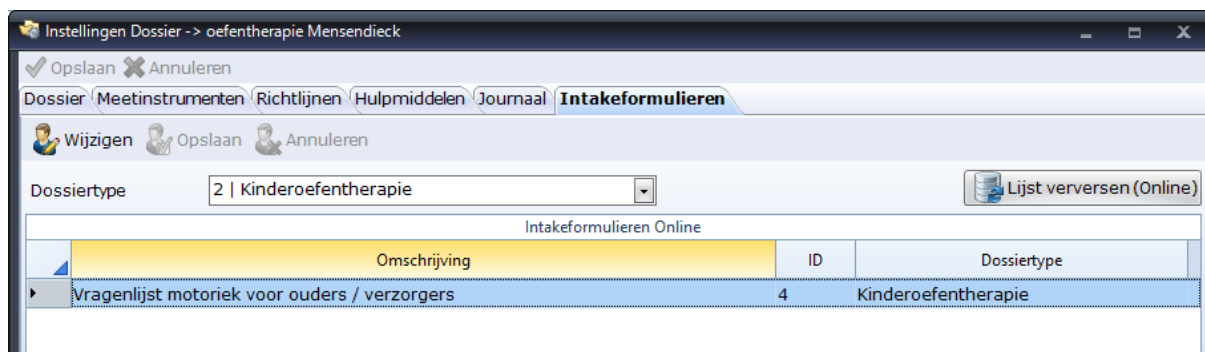 Instellingen Dossier -> oefentherapie Mensendieck
Opslaan Annuleren
Dossier Meetinstrumenten Richtlijnen Hulpmiddelen Journaal Intakeformulieren
Wijzigen Opslaan Annuleren
Dossiertype 2 | Kinderoefentherapie Lijst verversen (Online)
Intakeformulieren Online
Omschrijving ID Dossiertype
Vragenlijst motoriek voor ouders / verzorgers 4 Kinderoefentherapie